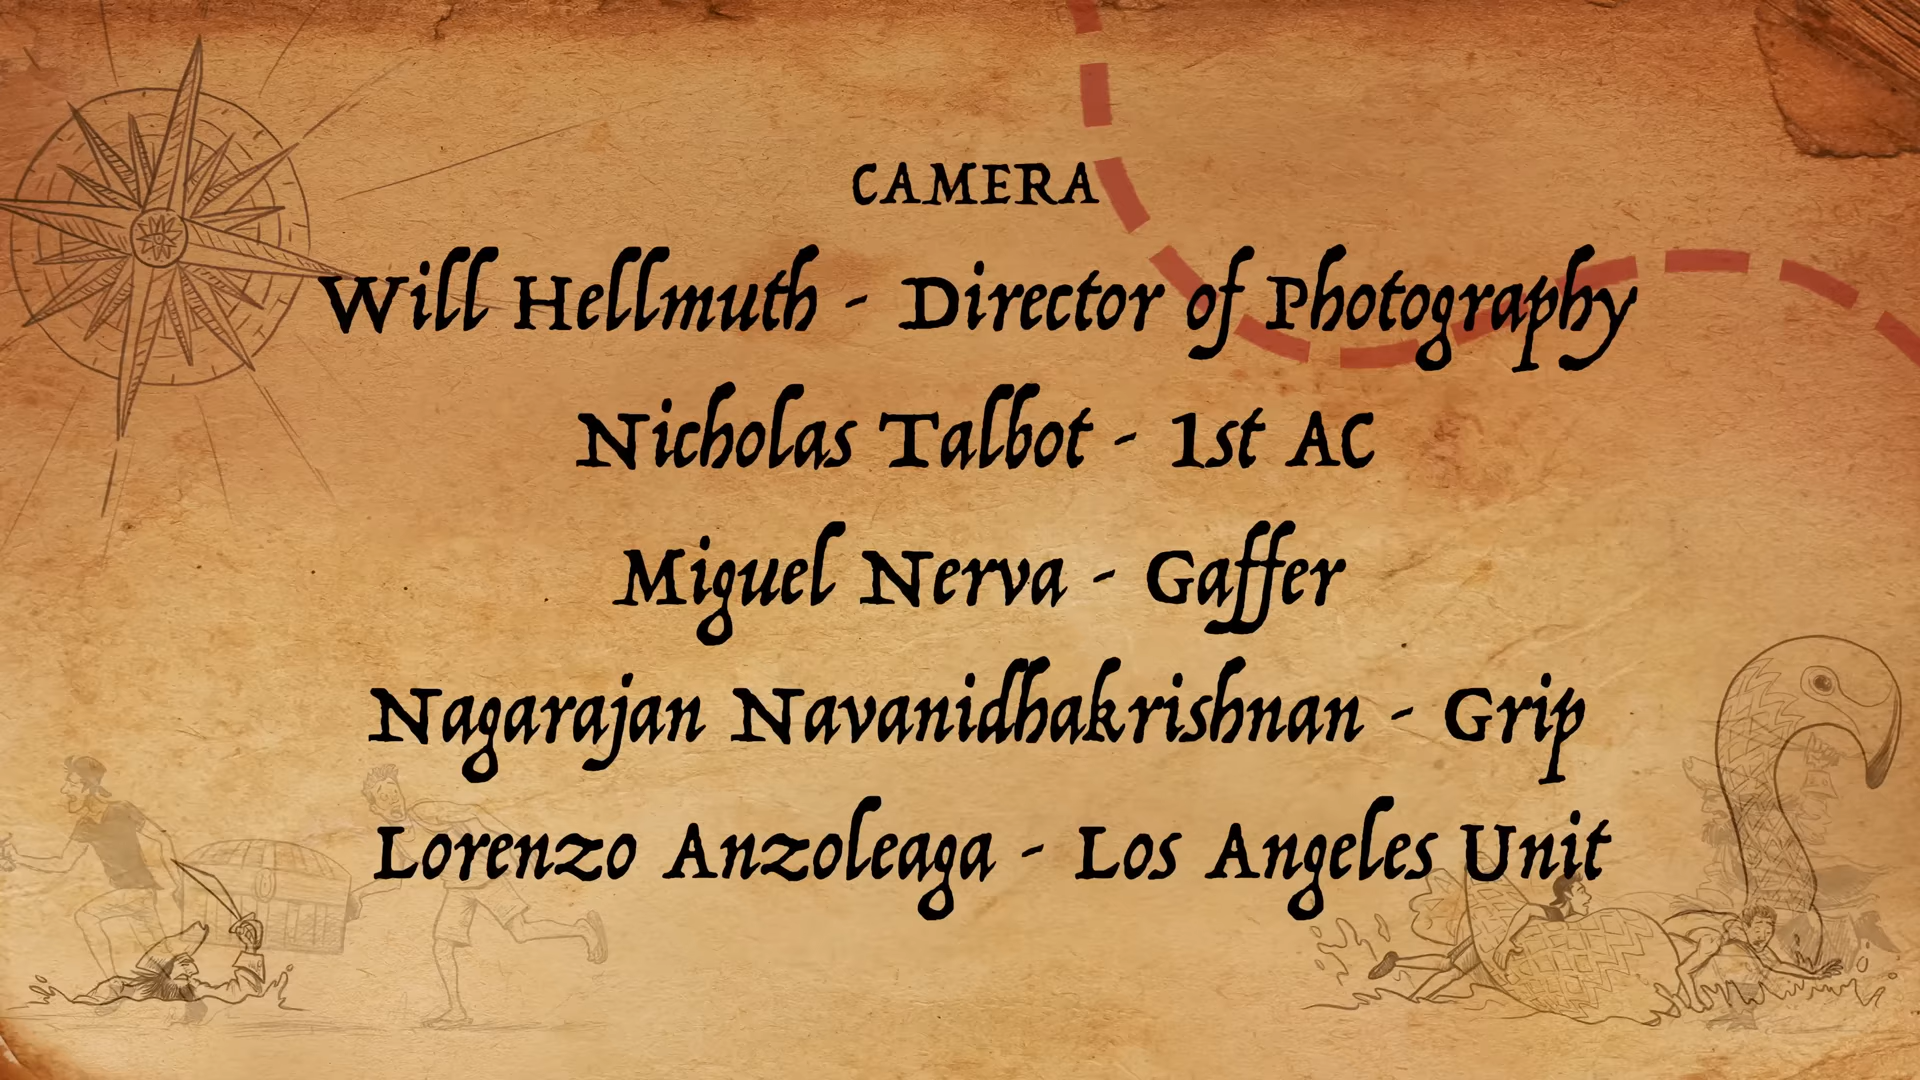 CAMERA
Will Hellmuth - Director of Photography
Nicholas Talbot - 1st AC
Miguel Nerva - Gaffer
Nagarajan Navanidhakrishnan - Grip
Lorenzo Anzoleaga - Los Angeles Unit